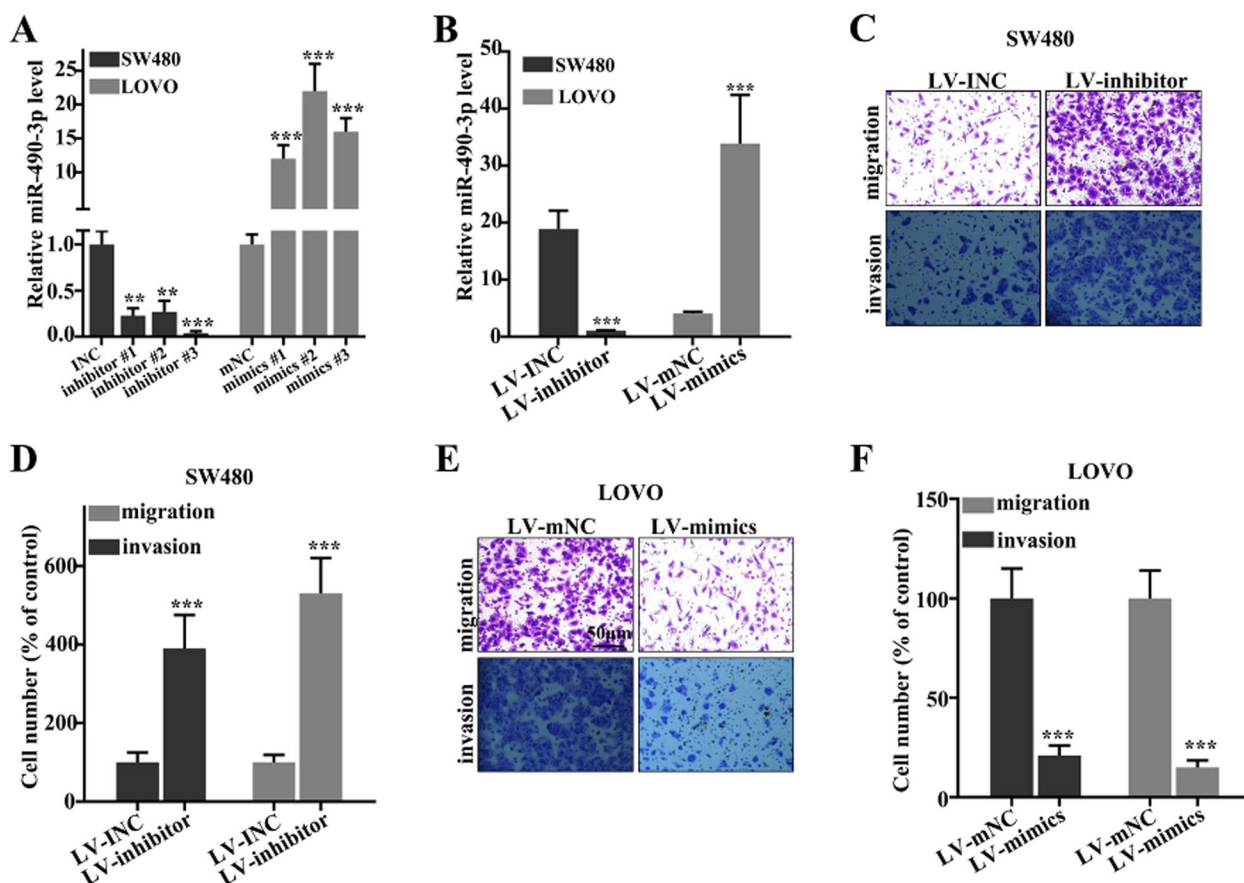 A
SW480
LOVO
Relative miR-490-3p level
25
20
15
10
1.0
0.5
0.0
INC
inhibitor #1
inhibitor #2
inhibitor #3
mNC
mimics #1
mimics #2
mimics #3
**
**
***
***
***
***
B
SW480
LOVO
Relative miR-490-3p level
50
40
30
20
10
0
***
***
LV-INC
LV-inhibitor
LV-mNC
LV-mimics
C
SW480
LV-INC
LV-inhibitor
migration
invasion
D
SW480
migration
invasion
Cell number (% of control)
600
400
200
0
***
***
LV-INC
LV-inhibitor
LV-INC
LV-inhibitor
E
LOVO
LV-mNC
LV-mimics
migration
50μm
invasion
F
LOVO
migration
invasion
Cell number (% of control)
150
100
50
0
***
***
LV-mNC
LV-mimics
LV-mNC
LV-mimics